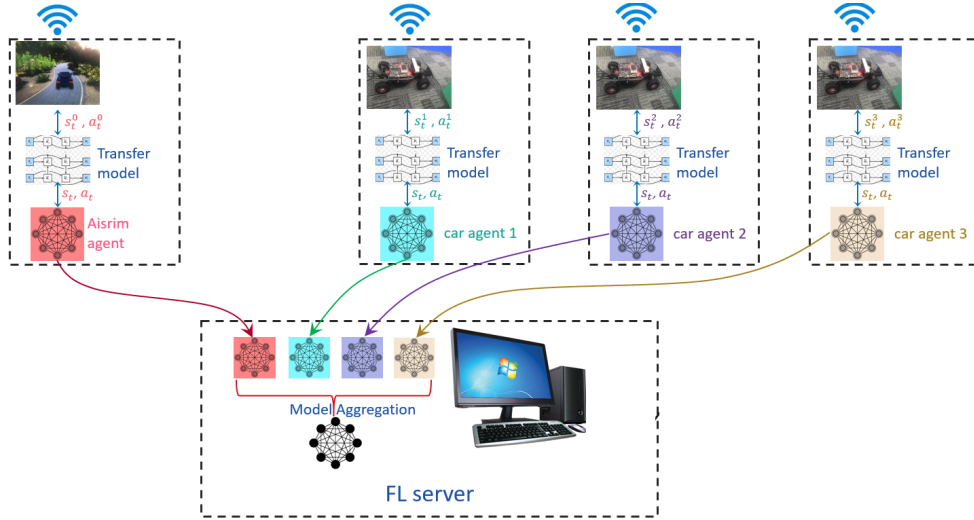 s_t^0 , a_t^0
Transfer
model
s_t, a_t
Aisrim
agent
s_t^1 , a_t^1
Transfer
model
s_t, a_t
car agent 1
s_t^2 , a_t^2
Transfer
model
s_t, a_t
car agent 2
s_t^3 , a_t^3
Transfer
model
s_t, a_t
car agent 3
Model Aggregation
FL server